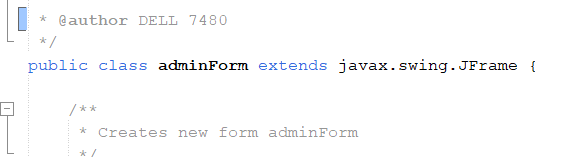 * @author DELL 7480
*/
public class adminForm extends javax.swing.JFrame {
/**
* Creates new form adminForm
*/